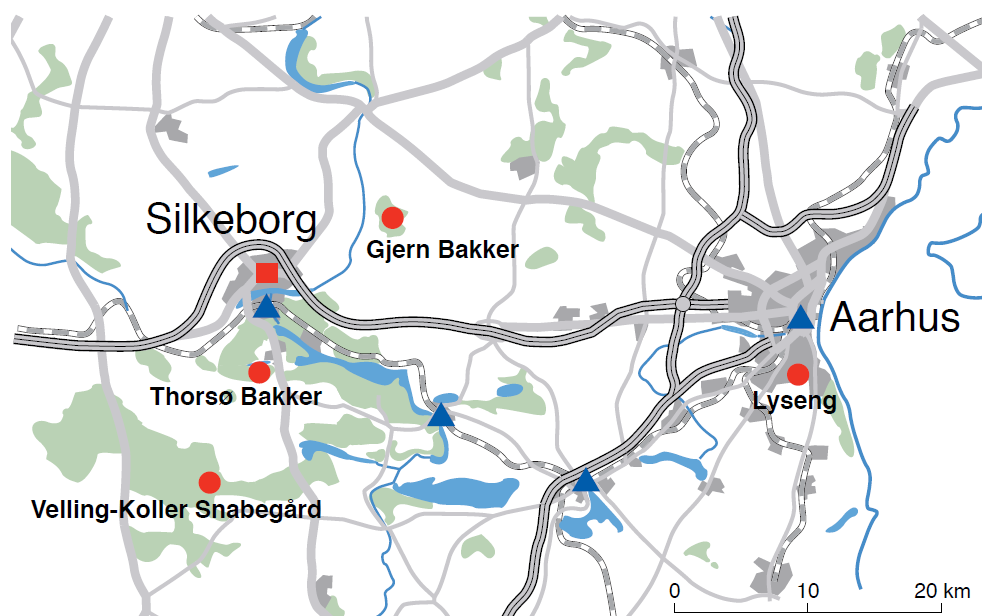 Silkeborg
Gjern Bakker
Aarhus
Thorsø Bakker
Lyseng
Velling-Koller Snabegård
0 10 20 km